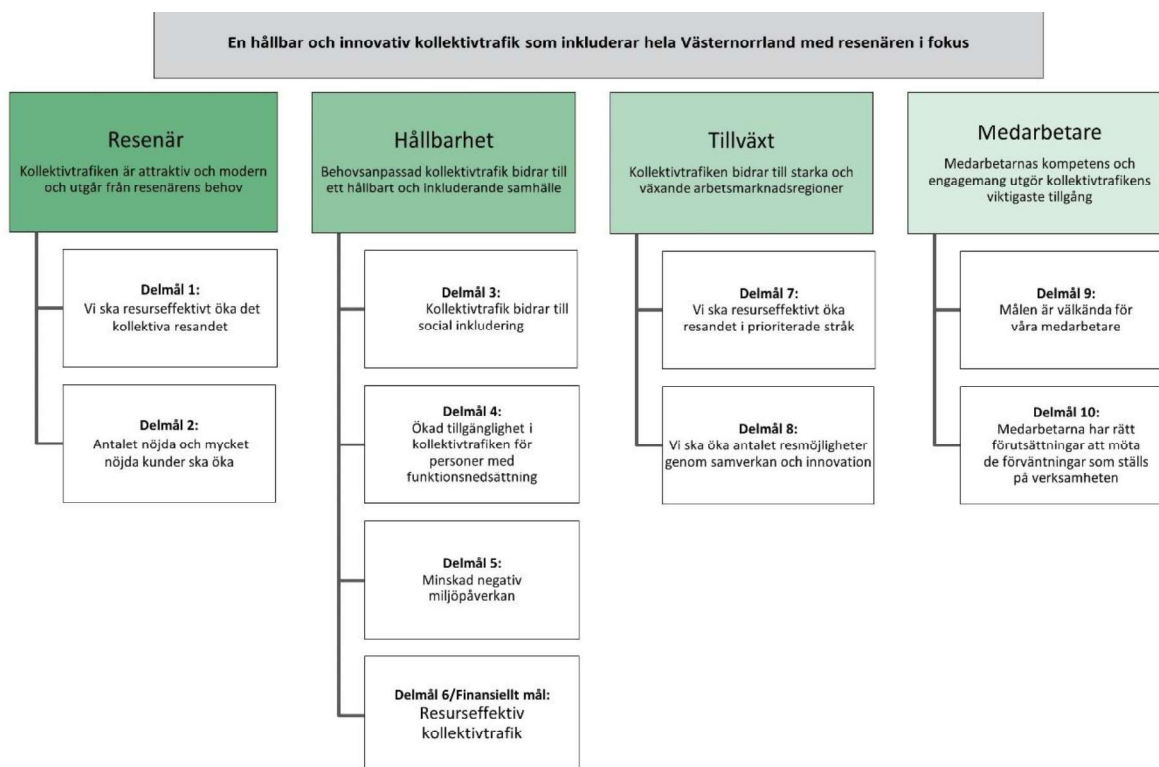 En hållbar och innovativ kollektivtrafik som inkluderar hela Västernorrland med resenären i fokus
Resenär
Kollektivtrafiken är attraktiv och modern
och utgår från resenärens behov
Delmål 1:
Vi ska resurseffektivt öka det
kollektiva resandet
Delmål 2:
Antalet nöjda och mycket
nöjda kunder ska öka
Hållbarhet
Behovsanpassad kollektivtrafik bidrar till
ett hållbart och inkluderande samhälle
Delmål 3:
Kollektivtrafik bidrar till
social inkludering
Delmål 4:
Ökad tillgänglighet i
kollektivtrafiken för
personer med
funktionsnedsättning
Delmål 5:
Minskad negativ
miljöpåverkan
Delmål 6/Finansiellt mål:
Resurseffektiv
kollektivtrafik
Tillväxt
Kollektivtrafiken bidrar till starka och
växande arbetsmarknadsregioner
Delmål 7:
Vi ska resurseffektivt öka
resandet i prioriterade stråk
Delmål 8:
Vi ska öka antalet resmöjligheter
genom samverkan och innovation
Medarbetare
Medarbetarnas kompetens och
engagemang utgör kollektivtrafikens
viktigaste tillgång
Delmål 9:
Målen är välkända för
våra medarbetare
Delmål 10:
Medarbetarna har rätt
förutsättningar att möta
de förväntningar som ställs
på verksamheten